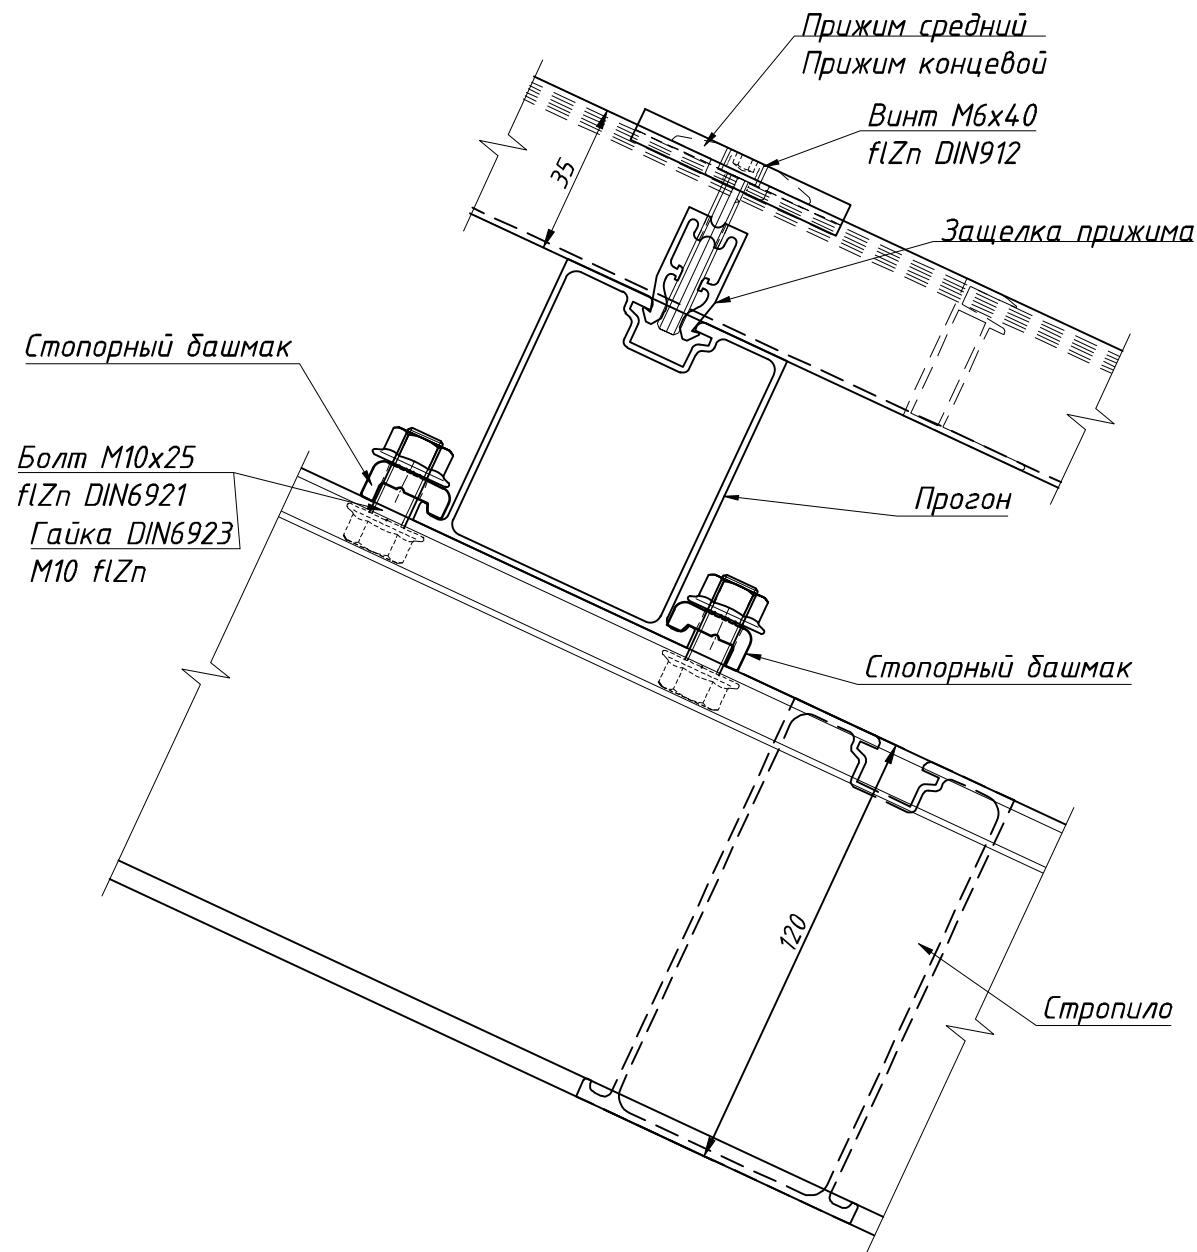 Прижим средний
Прижим концевой
Винт М6х40
flZn DIN912
35
Защелка прижима
Стопорный башмак
Болт М10х25
flZn DIN6921
Гайка DIN6923
М10 flZn
Прогон
Стопорный башмак
120
Стропило